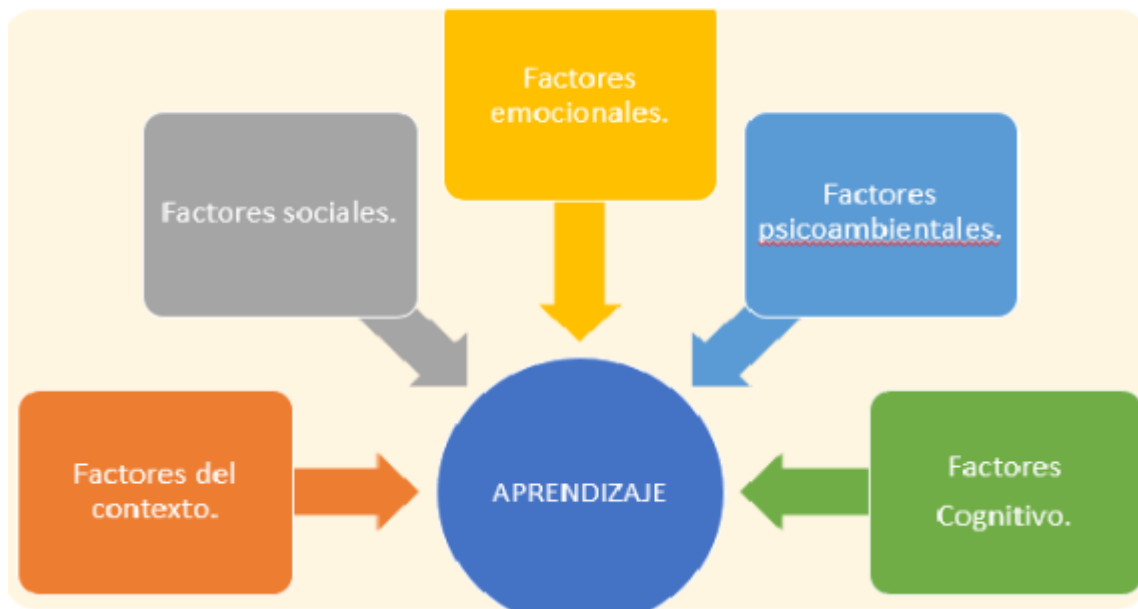 Factores
emocionales.
Factores sociales.
Factores
psicoambientales.
Factores del
contexto.
APRENDIZAJE
Factores
Cognitivo.